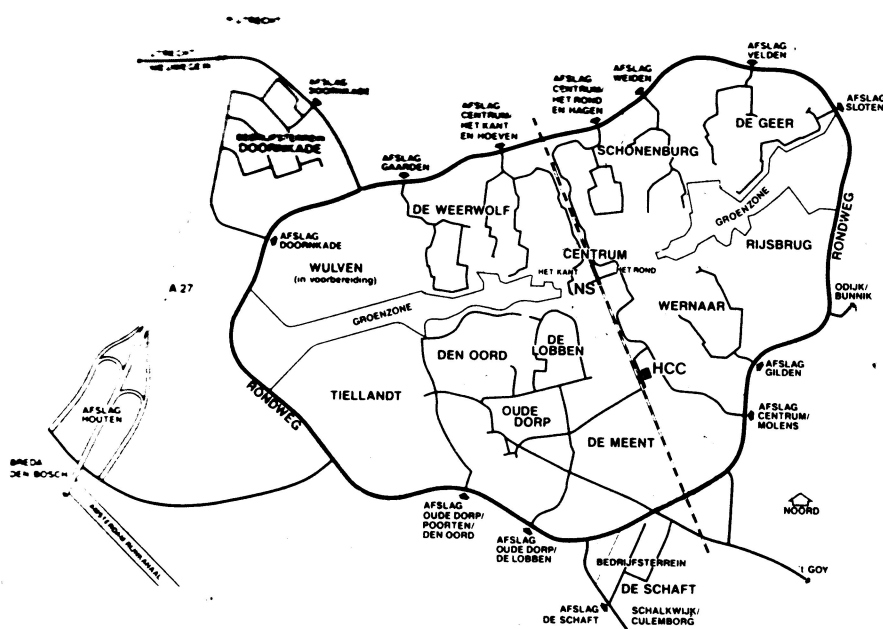 AFSLAG
DOORNKADE
BEDRIJFSTERREIN
DOORNKADE
AFSLAG
CENTRUM/
HET KANT
EN HOEVEN
AFSLAG
CENTRUM/
HET ROND
EN HAGEN
AFSLAG
WEIDEN
AFSLAG
VELDEN
AFSLAG
SLOTEN
DE GEER
SCHONENBURG
AFSLAG
GAARDEN
DE WEERWOLF
GROENZONE
RIJSBRUG
RONDWEG
AFSLAG
DOORNKADE
WULVEN
(in voorbereiding)
CENTRUM
HET KANT
HET ROND
NS
A 27
GROENZONE
WERNAAR
ODIJK/
BUNNIK
DEN OORD
DE
LOBBEN
HCC
AFSLAG
GILDEN
TIELLANDT
RONDWEG
OUDE
DORP
DE MEENT
AFSLAG
CENTRUM/
MOLENS
AFSLAG
HOUTEN
BREDA
DEN BOSCH
AMSTERDAM RIJNKANAAL
AFSLAG
OUDE DORP/
POORTEN/
DEN OORD
AFSLAG
OUDE DORP/
DE LOBBEN
NOORD
BEDRIJFSTERREIN
DE SCHAFT
'T GOY
AFSLAG
DE SCHAFT
SCHALKWIJK/
CULEMBORG